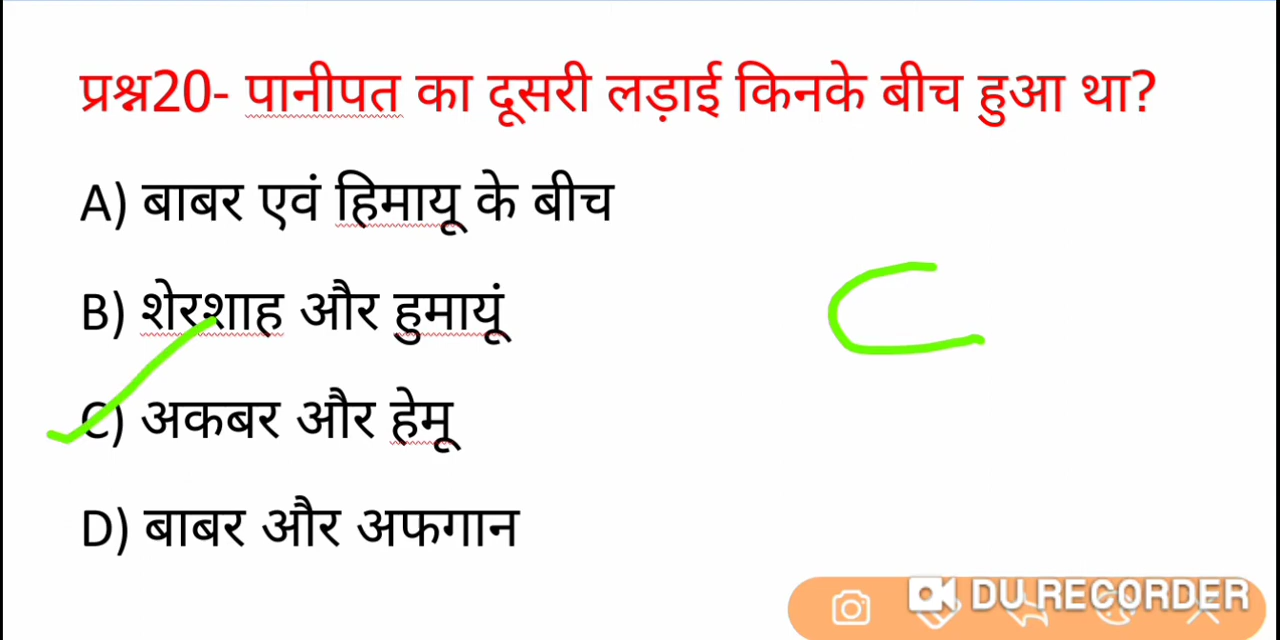 प्रश्न20- पानीपत का दूसरी लड़ाई किनके बीच हुआ था?
A) बाबर एवं हिमायू के बीच
B) शेरशाह और हुमायूं
C
C) अकबर और हेमू
D) बाबर और अफगान
DU RECORDER